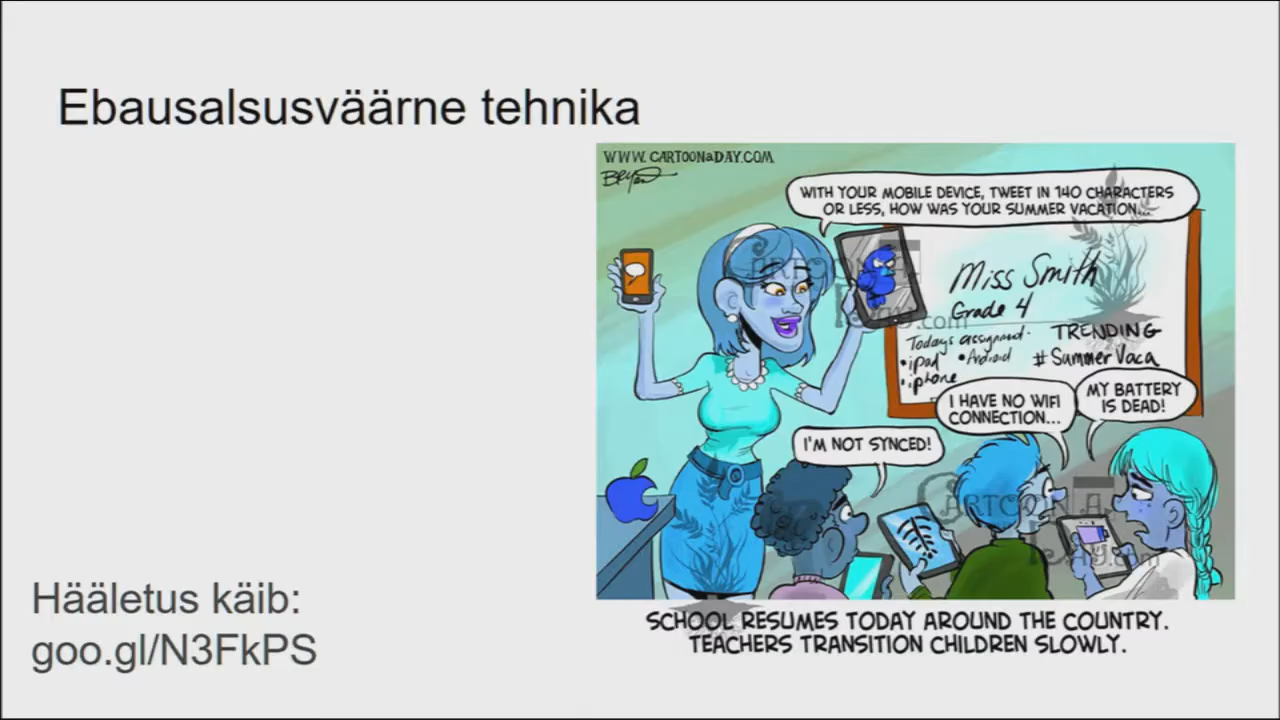 Ebausalsusväärne tehnika
WWW.CARTOONaDAY.COM
BRYan
WITH YOUR MOBILE DEVICE, TWEET IN 140 CHARACTERS
OR LESS, HOW WAS YOUR SUMMER VACATION...
Miss Smith
Grade 4
Todays assignment.
•ipad •Android
•iphone
TRENDING
#SummerVaca
I HAVE NO WIFI
CONNECTION...
MY BATTERY
IS DEAD!
I'M NOT SYNCED!
Hääletus käib:
goo.gl/N3FkPS
SCHOOL RESUMES TODAY AROUND THE COUNTRY.
TEACHERS TRANSITION CHILDREN SLOWLY.